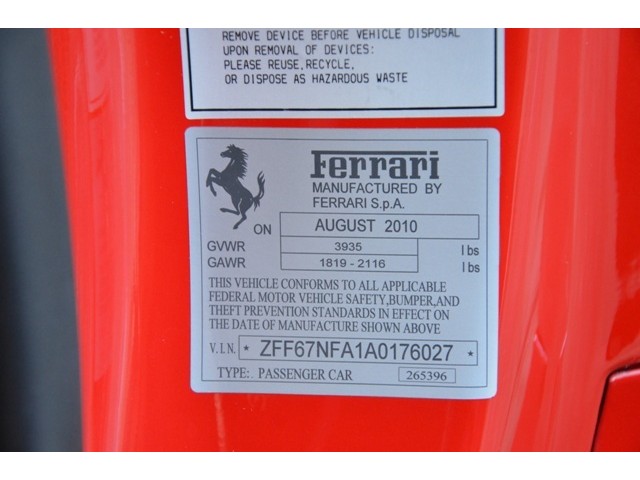 REMOVE DEVICE BEFORE VEHICLE DISPOSAL
UPON REMOVAL OF DEVICES:
PLEASE REUSE,RECYCLE,
OR DISPOSE AS HAZARDOUS WASTE
Ferrari
MANUFACTURED BY
FERRARI S.p.A.
ON AUGUST 2010
GVWR 3935 lbs
GAWR 1819 - 2116 lbs
THIS VEHICLE CONFORMS TO ALL APPLICABLE
FEDERAL MOTOR VEHICLE SAFETY,BUMPER,AND
THEFT PREVENTION STANDARDS IN EFFECT ON
THE DATE OF MANUFACTURE SHOWN ABOVE
V.I.N. * ZFF67NFA1A0176027 *
TYPE:. PASSENGER CAR 265396